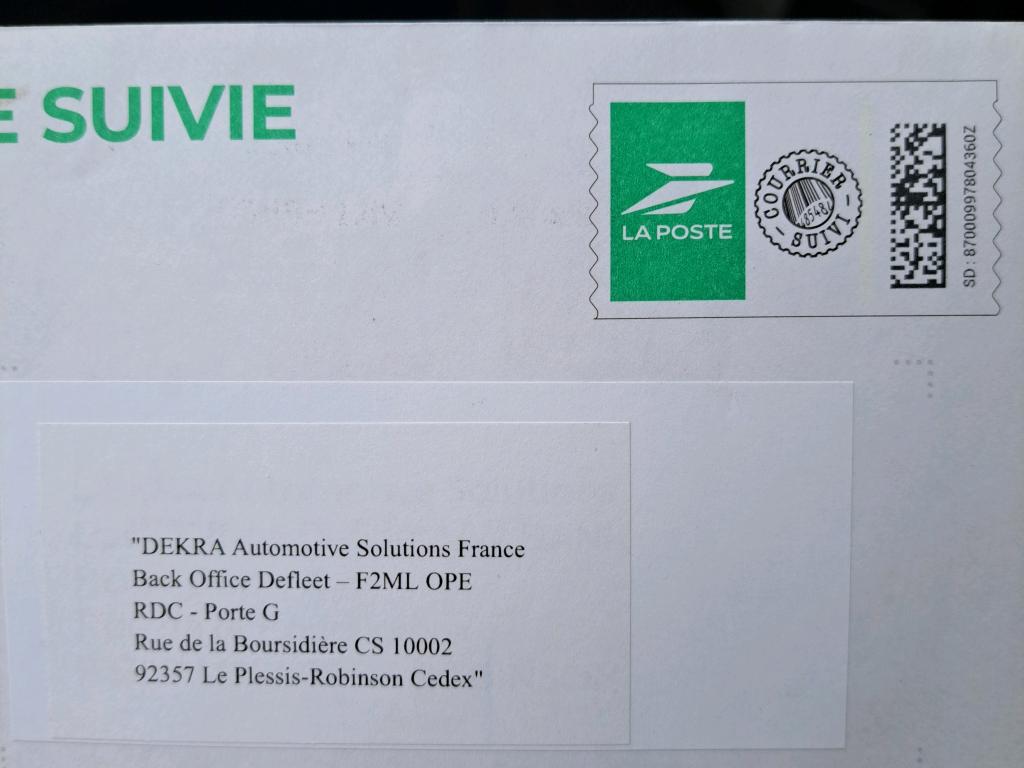 E SUIVIE
LA POSTE
COURRIER
SUIVI
SD : 87000997804360Z
"DEKRA Automotive Solutions France
Back Office Defleet – F2ML OPE
RDC - Porte G
Rue de la Boursidière CS 10002
92357 Le Plessis-Robinson Cedex"